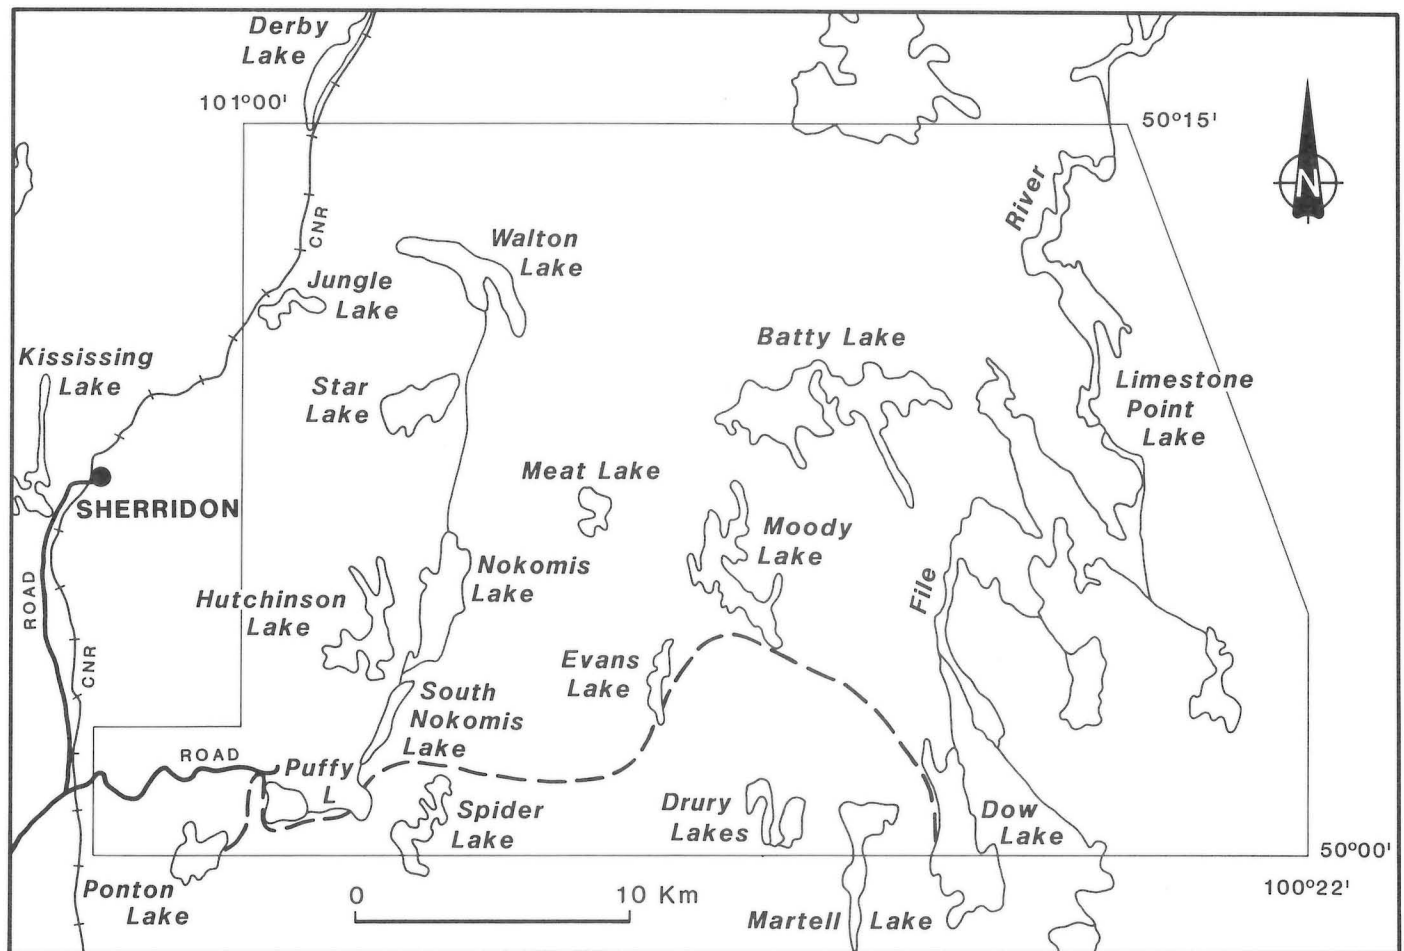 Derby
Lake
101°00'
50°15'
N
River
CNR
Walton
Lake
Jungle
Lake
Kississing
Lake
Batty Lake
Star
Lake
Limestone
Point
Lake
Meat Lake
SHERRIDON
Moody
Lake
Nokomis
Lake
File
Hutchinson
Lake
ROAD
CNR
Evans
Lake
South
Nokomis
Lake
ROAD
Puffy
L
Spider
Lake
Drury
Lakes
Dow
Lake
50°00'
100°22'
Ponton
Lake
0 10 Km
Martell Lake